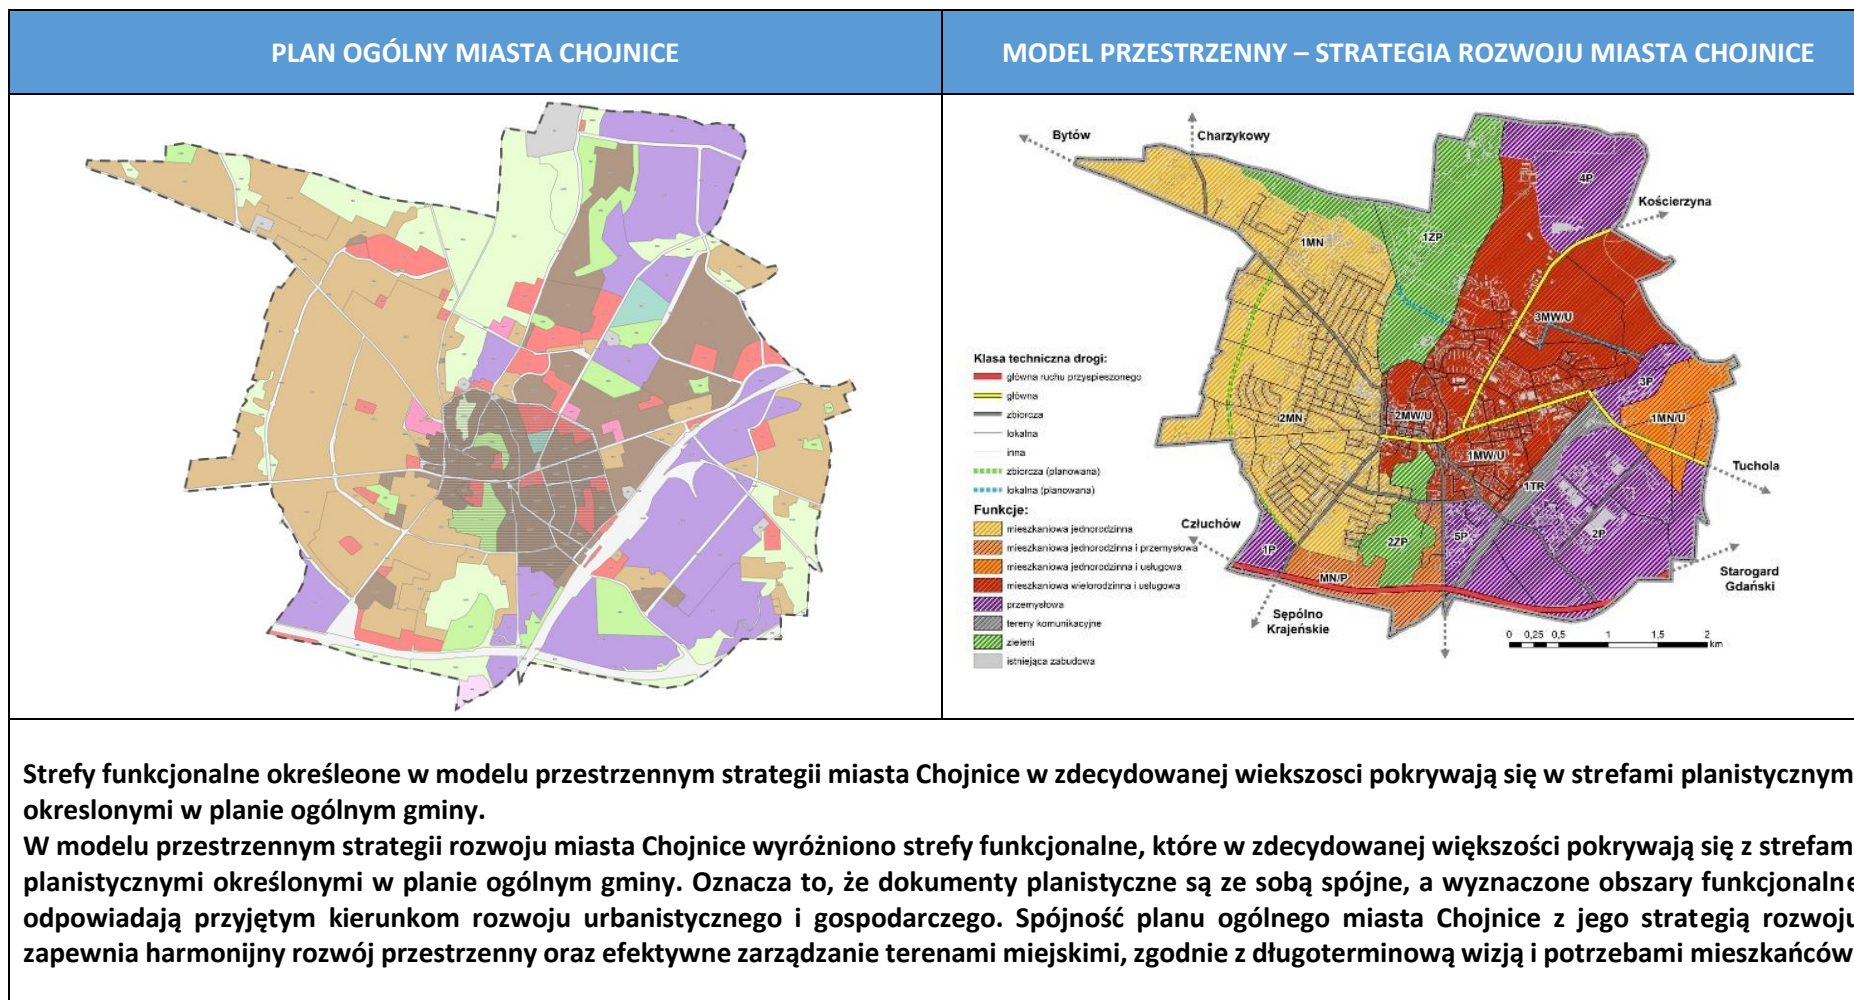 PLAN OGÓLNY MIASTA CHOJNICE
MODEL PRZESTRZENNY – STRATEGIA ROZWOJU MIASTA CHOJNICE
Bytów
Charzykowy
4P
Kościerzyna
1ZP
1MN
3MW/U
Klasa techniczna drogi:
główna ruchu przyspieszonego
główna
zbiorcza
lokalna
inna
zbiorcza (planowana)
lokalna (planowana)
Funkcje:
mieszkaniowa jednorodzinna
mieszkaniowa jednorodzinna i przemysłowa
mieszkaniowa jednorodzinna i usługowa
mieszkaniowa wielorodzinna i usługowa
przemysłowa
tereny komunikacyjne
zieleni
istniejąca zabudowa
3P
2MN
2MW/U
1MN/U
1MW/U
Tuchola
1TR
Człuchów
1P
2ZP
5P
2P
MN/P
Starogard
Gdański
Sępólno
Krajeńskie
0 0,25 0,5 1 1,5 2
km
Strefy funkcjonalne określeone w modelu przestrzennym strategii miasta Chojnice w zdecydowanej wiekszosci pokrywają się w strefami planistycznym
okreslonymi w planie ogólnym gminy.
W modelu przestrzennym strategii rozwoju miasta Chojnice wyróżniono strefy funkcjonalne, które w zdecydowanej większości pokrywają się z strefam
planistycznymi określonymi w planie ogólnym gminy. Oznacza to, że dokumenty planistyczne są ze sobą spójne, a wyznaczone obszary funkcjonalne
odpowiadają przyjętym kierunkom rozwoju urbanistycznego i gospodarczego. Spójność planu ogólnego miasta Chojnice z jego strategią rozwoju
zapewnia harmonijny rozwój przestrzenny oraz efektywne zarządzanie terenami miejskimi, zgodnie z długoterminową wizją i potrzebami mieszkańców